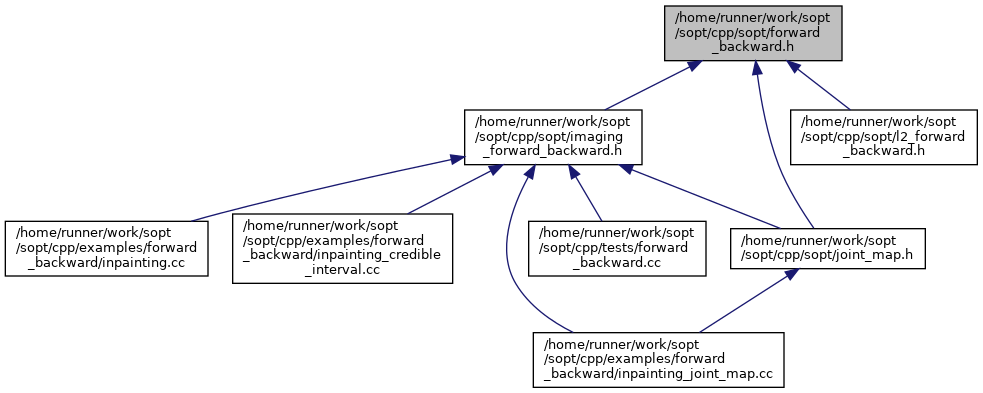 /home/runner/work/sopt
/sopt/cpp/sopt/forward
_backward.h
/home/runner/work/sopt
/sopt/cpp/sopt/imaging
_forward_backward.h
/home/runner/work/sopt
/sopt/cpp/sopt/l2_forward
_backward.h
/home/runner/work/sopt
/sopt/cpp/examples/forward
_backward/inpainting.cc
/home/runner/work/sopt
/sopt/cpp/examples/forward
_backward/inpainting_credible
_interval.cc
/home/runner/work/sopt
/sopt/cpp/tests/forward
_backward.cc
/home/runner/work/sopt
/sopt/cpp/sopt/joint_map.h
/home/runner/work/sopt
/sopt/cpp/examples/forward
_backward/inpainting_joint_map.cc